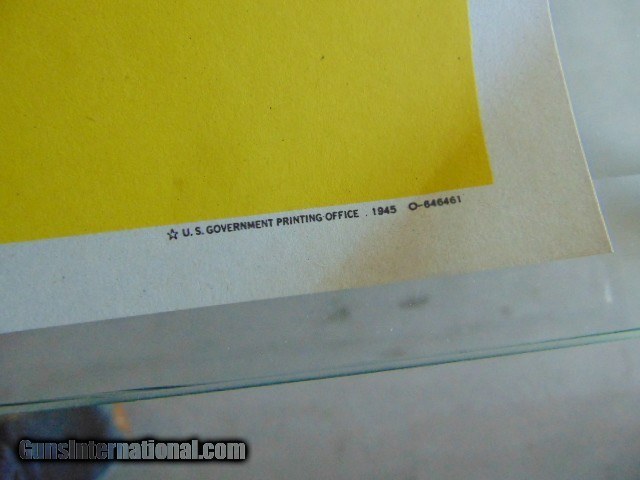 ☆ U. S. GOVERNMENT PRINTING OFFICE . 1945 O-646461
GunsInternational.com